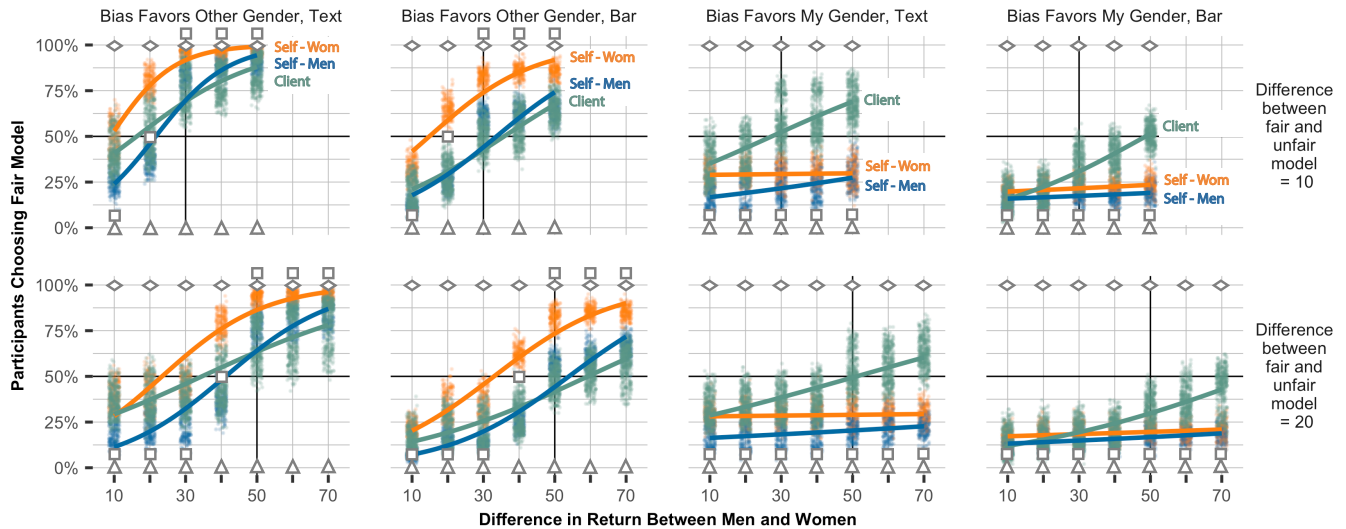 Bias Favors Other Gender, Text
Bias Favors Other Gender, Bar
Bias Favors My Gender, Text
Bias Favors My Gender, Bar
Participants Choosing Fair Model
100%
75%
50%
25%
0%
Self - Wom
Self - Men
Client
Self - Wom
Self - Men
Client
Client
Self - Wom
Self - Men
Client
Self - Wom
Self - Men
Difference
between
fair and
unfair
model
= 10
100%
75%
50%
25%
0%
Difference
between
fair and
unfair
model
= 20
10 30 50 70
10 30 50 70
10 30 50 70
10 30 50 70
Difference in Return Between Men and Women